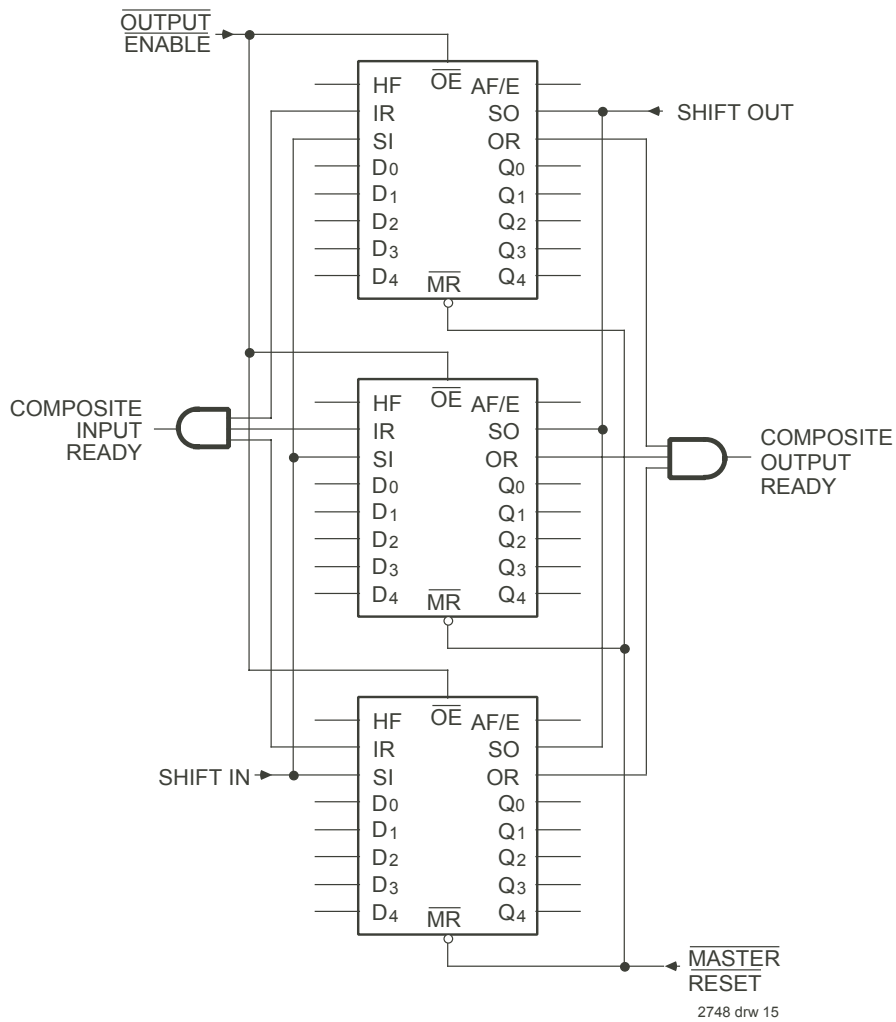 OUTPUT
ENABLE
OE
HF AF/E
IR SO
SHIFT OUT
SI OR
D0 Q0
D1 Q1
D2 Q2
D3 Q3
D4 Q4
MR
OE
HF AF/E
COMPOSITE
INPUT
READY
IR SO
SI OR
COMPOSITE
OUTPUT
READY
D0 Q0
D1 Q1
D2 Q2
D3 Q3
D4 Q4
MR
OE
HF AF/E
IR SO
SHIFT IN
SI OR
D0 Q0
D1 Q1
D2 Q2
D3 Q3
D4 Q4
MR
MASTER
RESET
2748 drw 15